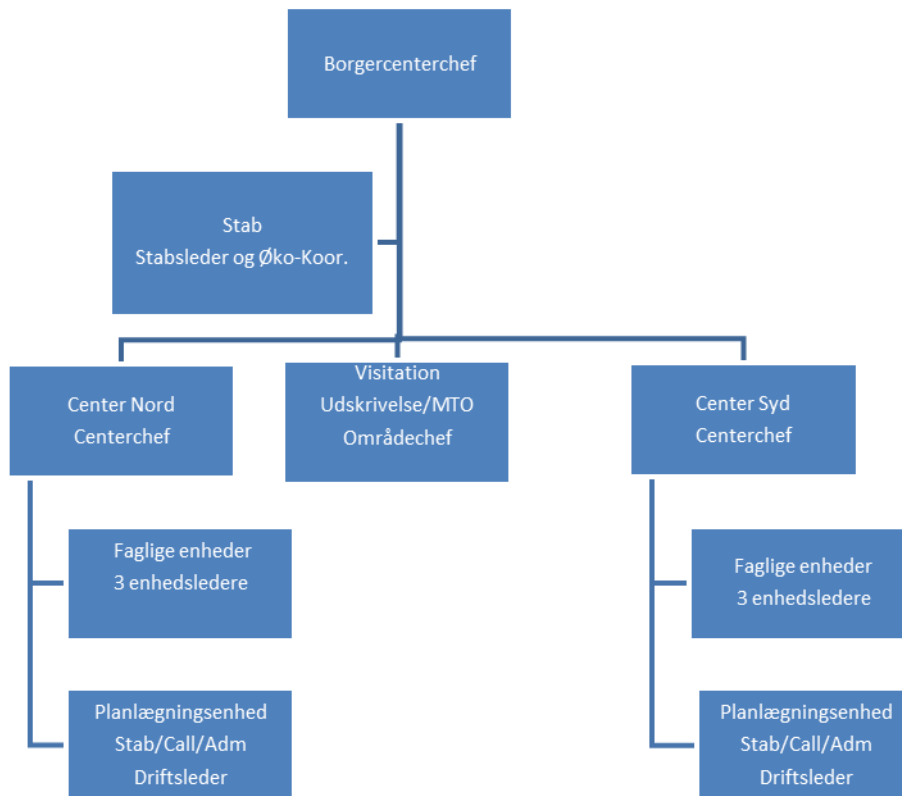 Borgercenterchef
Stab
Stabsleder og Øko-Koor.
Center Nord
Centerchef
Visitation
Udskrivelse/MTO
Områdechef
Center Syd
Centerchef
Faglige enheder
3 enhedsledere
Faglige enheder
3 enhedsledere
Planlægningsenhed
Stab/Call/Adm
Driftsleder
Planlægningsenhed
Stab/Call/Adm
Driftsleder